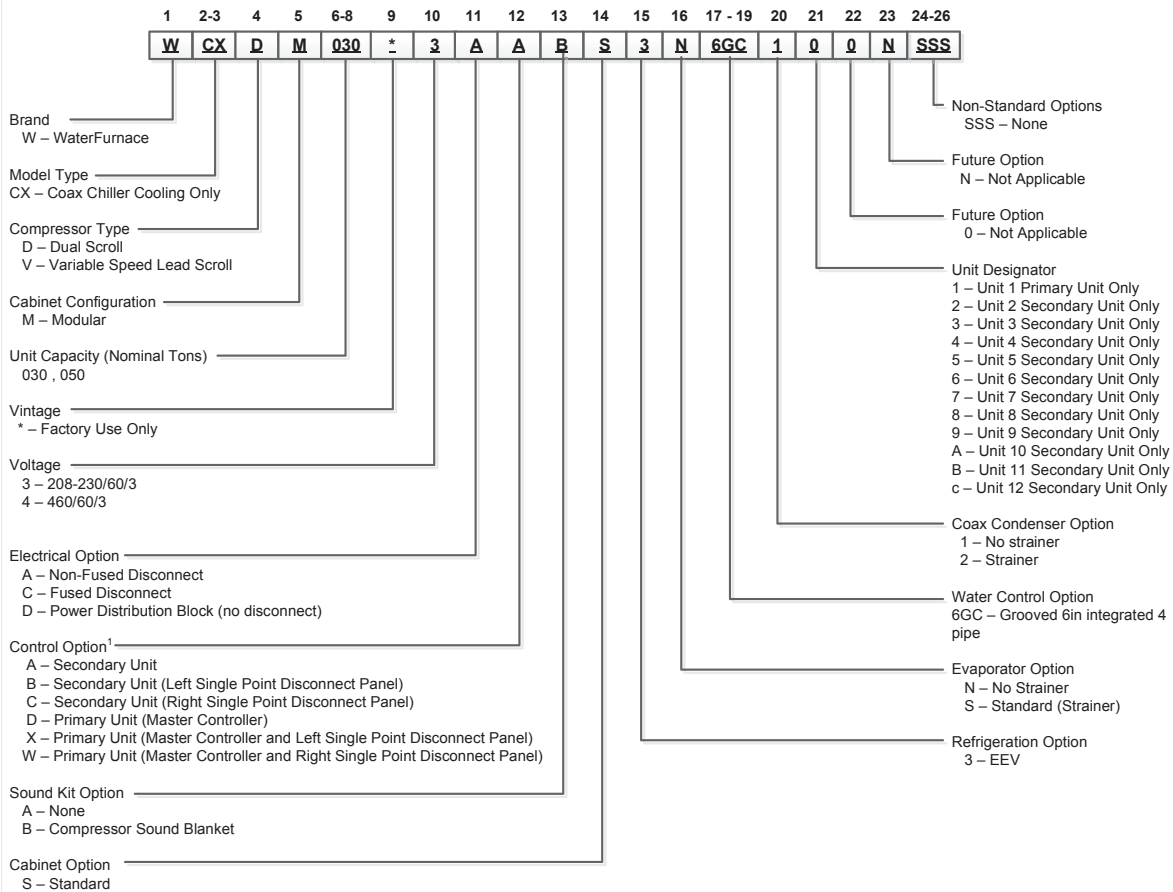 1 2-3 4 5 6-8 9 10 11 12 13 14 15 16 17 - 19 20 21 22 23 24-26
W CX D M 030 * 3 A A B S 3 N 6GC 1 0 0 N SSS
Brand
W – WaterFurnace
Model Type
CX – Coax Chiller Cooling Only
Compressor Type
D – Dual Scroll
V – Variable Speed Lead Scroll
Cabinet Configuration
M – Modular
Unit Capacity (Nominal Tons)
030 , 050
Vintage
* – Factory Use Only
Voltage
3 – 208-230/60/3
4 – 460/60/3
Electrical Option
A – Non-Fused Disconnect
C – Fused Disconnect
D – Power Distribution Block (no disconnect)
Control Option1
A – Secondary Unit
B – Secondary Unit (Left Single Point Disconnect Panel)
C – Secondary Unit (Right Single Point Disconnect Panel)
D – Primary Unit (Master Controller)
X – Primary Unit (Master Controller and Left Single Point Disconnect Panel)
W – Primary Unit (Master Controller and Right Single Point Disconnect Panel)
Sound Kit Option
A – None
B – Compressor Sound Blanket
Cabinet Option
S – Standard
Non-Standard Options
SSS – None
Future Option
N – Not Applicable
Future Option
0 – Not Applicable
Unit Designator
1 – Unit 1 Primary Unit Only
2 – Unit 2 Secondary Unit Only
3 – Unit 3 Secondary Unit Only
4 – Unit 4 Secondary Unit Only
5 – Unit 5 Secondary Unit Only
6 – Unit 6 Secondary Unit Only
7 – Unit 7 Secondary Unit Only
8 – Unit 8 Secondary Unit Only
9 – Unit 9 Secondary Unit Only
A – Unit 10 Secondary Unit Only
B – Unit 11 Secondary Unit Only
c – Unit 12 Secondary Unit Only
Coax Condenser Option
1 – No strainer
2 – Strainer
Water Control Option
6GC – Grooved 6in integrated 4
pipe
Evaporator Option
N – No Strainer
S – Standard (Strainer)
Refrigeration Option
3 – EEV